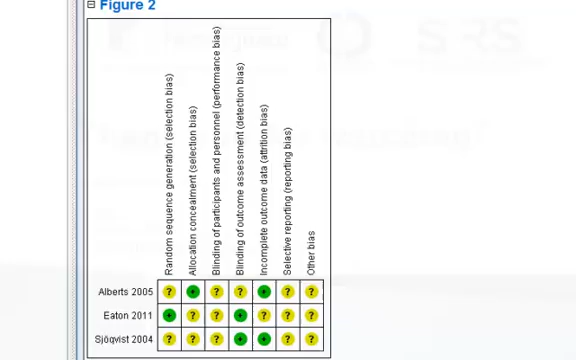 Figure 2
Random sequence generation (selection bias)
Allocation concealment (selection bias)
Blinding of participants and personnel (performance bias)
Blinding of outcome assessment (detection bias)
Incomplete outcome data (attrition bias)
Selective reporting (reporting bias)
Other bias
Alberts 2005 ? + ? ? + ? ?
Eaton 2011 + ? ? + ? ? ?
Sjöqvist 2004 ? ? ? + + ? ?